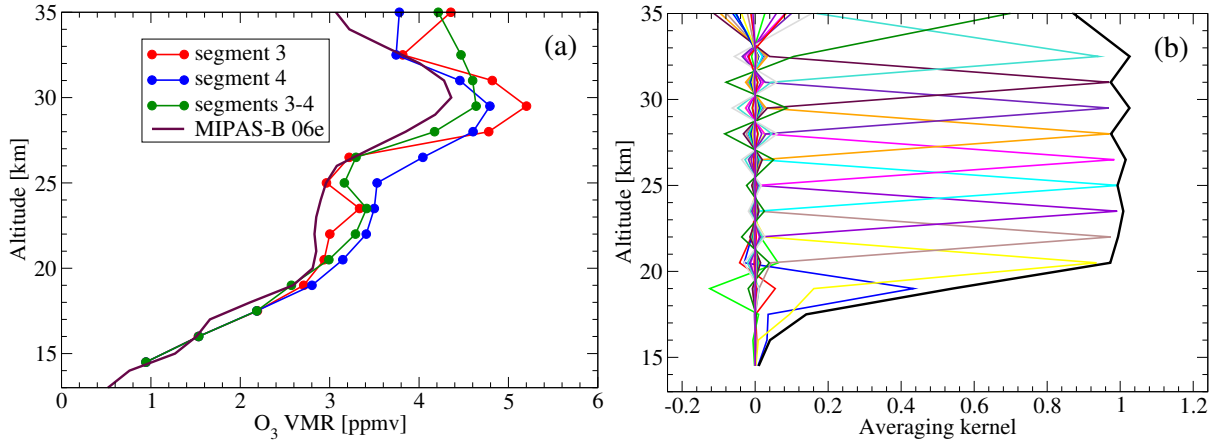 35
30
25
20
15
Altitude [km]
0
1
2
3
4
5
6
O₃ VMR [ppmv]
segment 3
segment 4
segments 3-4
MIPAS-B 06e
(a)
35
30
25
20
15
Altitude [km]
-0.2
0
0.2
0.4
0.6
0.8
1
1.2
Averaging kernel
(b)